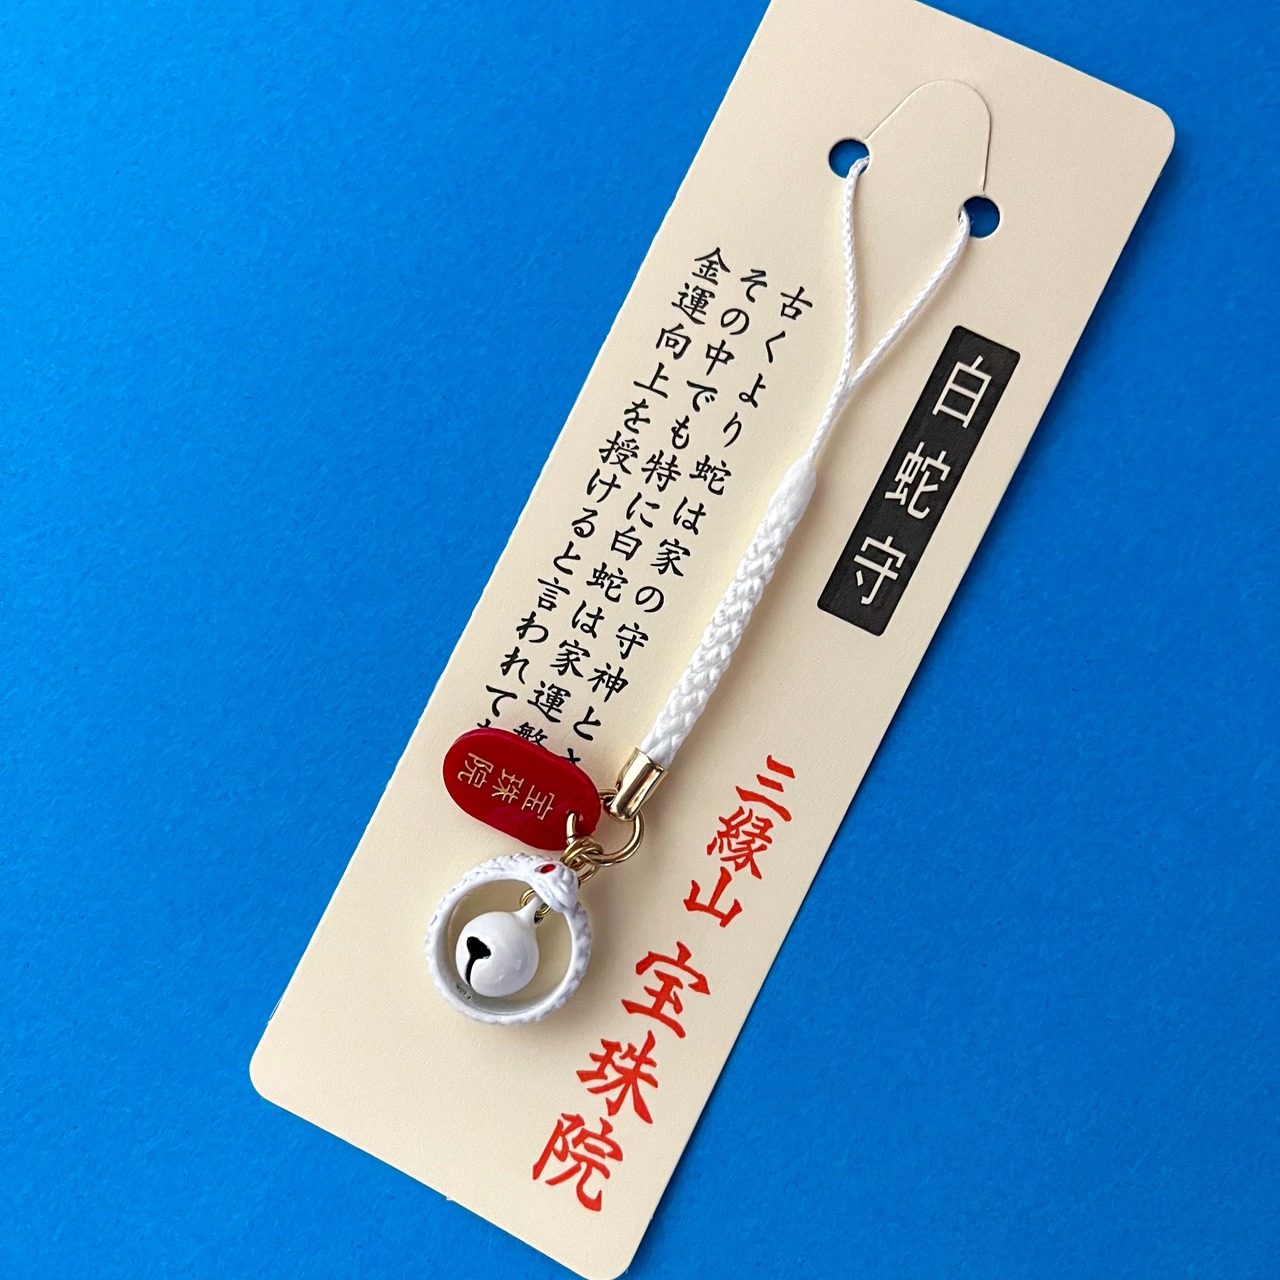 白蛇守
古くより蛇は家の守神と
その中でも特に白蛇は家運繁
金運向上を授けると言われて
三縁山 宝珠院
宝珠院